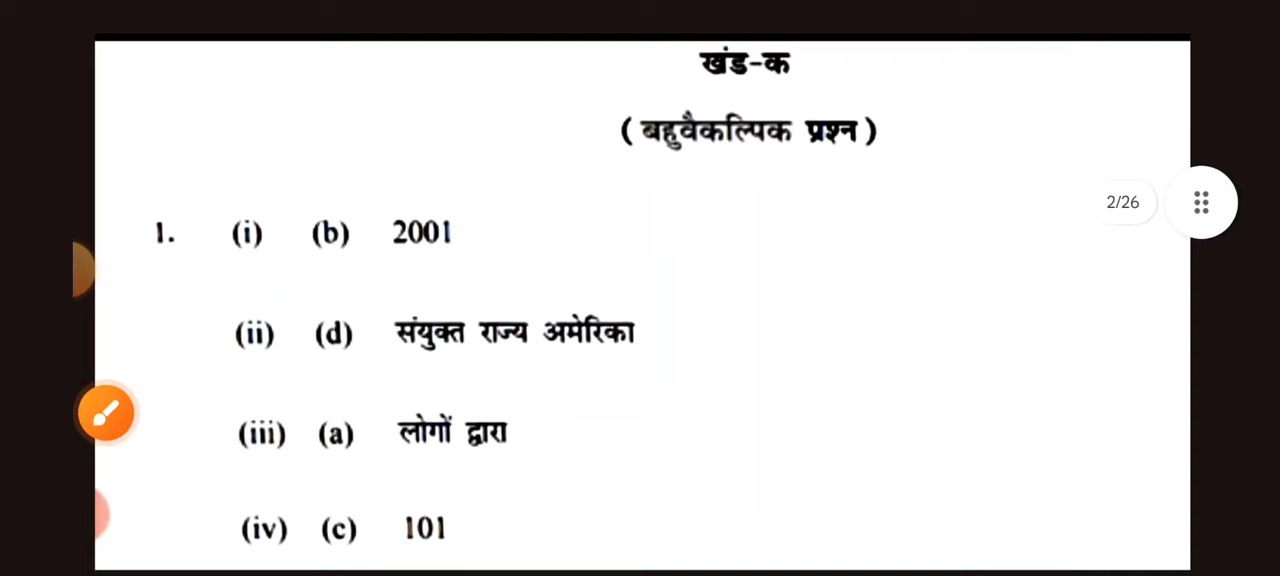 खंड-क
( बहुवैकल्पिक प्रश्न )
2/26
1. (i) (b) 2001
(ii) (d) संयुक्त राज्य अमेरिका
(iii) (a) लोगों द्वारा
(iv) (c) 101